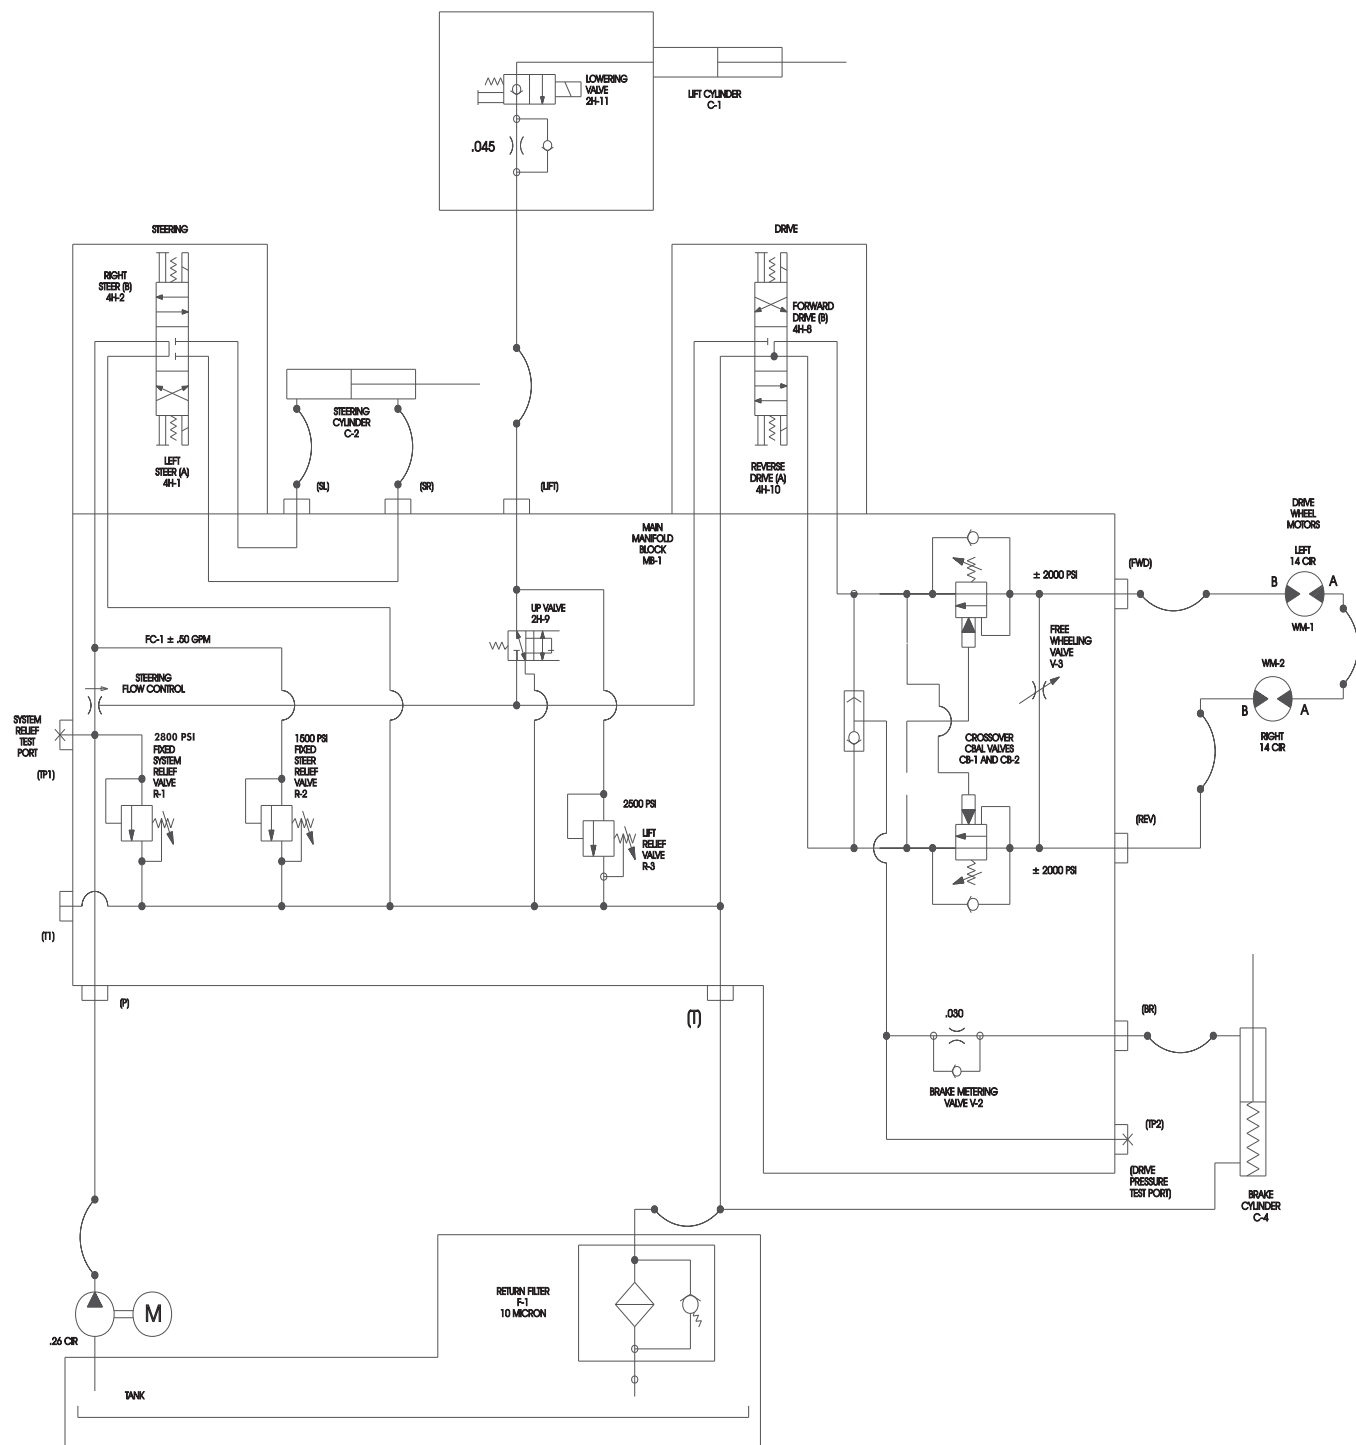 LOWERING
VALVE
2H-11
LIFT CYLINDER
C-1
.045
STEERING
DRIVE
RIGHT
STEER (B)
4H-2
FORWARD
DRIVE (B)
4H-8
STEERING
CYLINDER
C-2
LEFT
STEER (A)
4H-1
REVERSE
DRIVE (A)
4H-10
(SL)
(SR)
(LIFT)
MAIN
MANIFOLD
BLOCK
MB-1
DRIVE
WHEEL
MOTORS
LEFT
14 CIR
B
A
WM-1
(FWD)
± 2000 PSI
UP VALVE
2H-9
FC-1 ± .50 GPM
FREE
WHEELING
VALVE
V-3
WM-2
B
A
RIGHT
14 CIR
STEERING
FLOW CONTROL
SYSTEM
RELIEF
TEST
PORT
(TP1)
2800 PSI
FIXED
SYSTEM
RELIEF
VALVE
R-1
1500 PSI
FIXED
STEER
RELIEF
VALVE
R-2
CROSSOVER
CBAL VALVES
CB-1 AND CB-2
2500 PSI
LIFT
RELIEF
VALVE
R-3
(REV)
± 2000 PSI
(T1)
(P)
(T)
.030
(BR)
BRAKE METERING
VALVE V-2
(TP2)
(DRIVE
PRESSURE
TEST PORT)
BRAKE
CYLINDER
C-4
RETURN FILTER
F-1
10 MICRON
M
.26 CIR
TANK